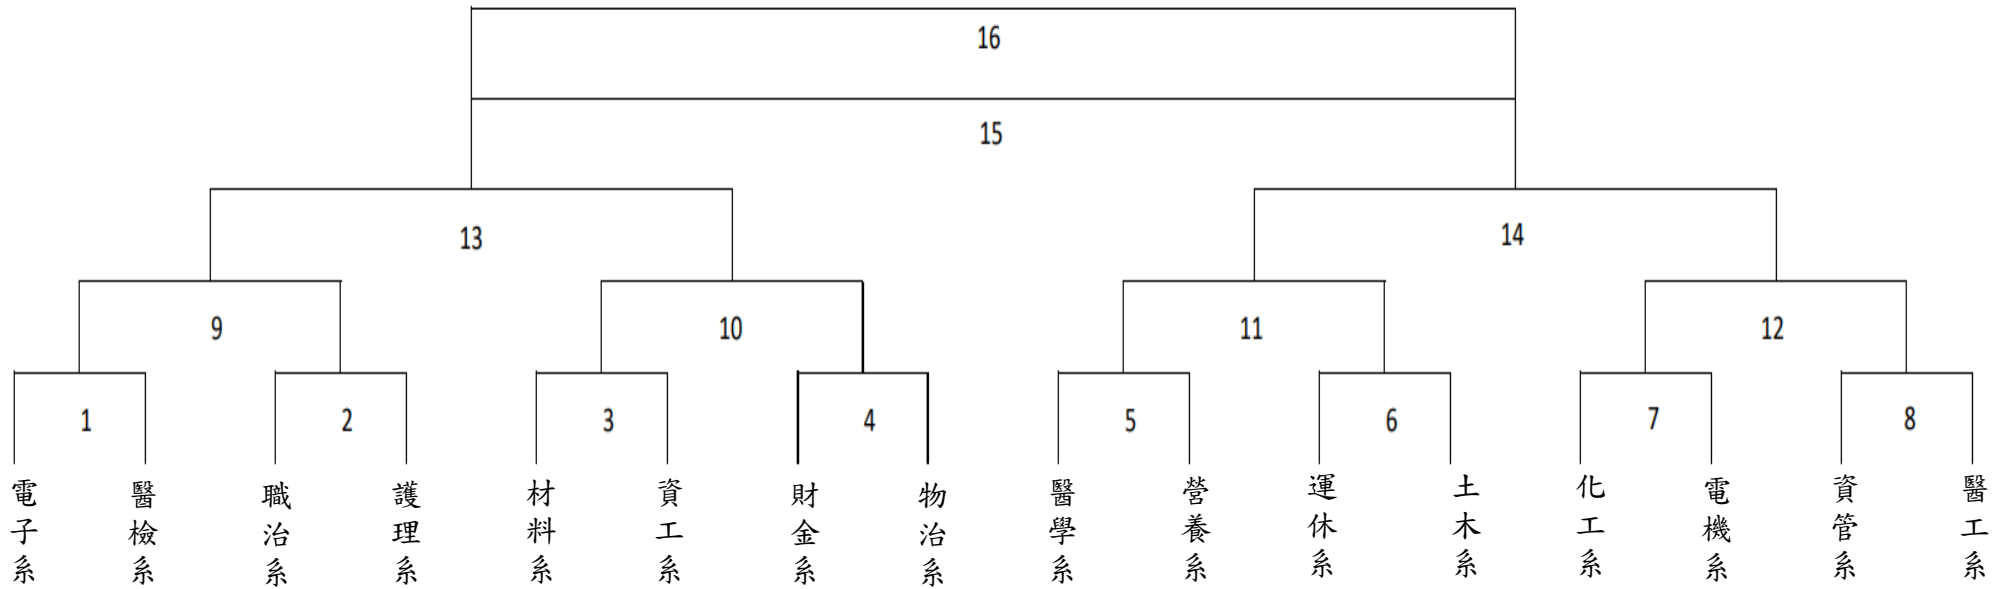 16
15
13
14
9
10
11
12
1
2
3
4
5
6
7
8
電子系
醫檢系
職治系
護理系
材料系
資工系
財金系
物治系
醫學系
營養系
運休系
土木系
化工系
電機系
資管系
醫工系